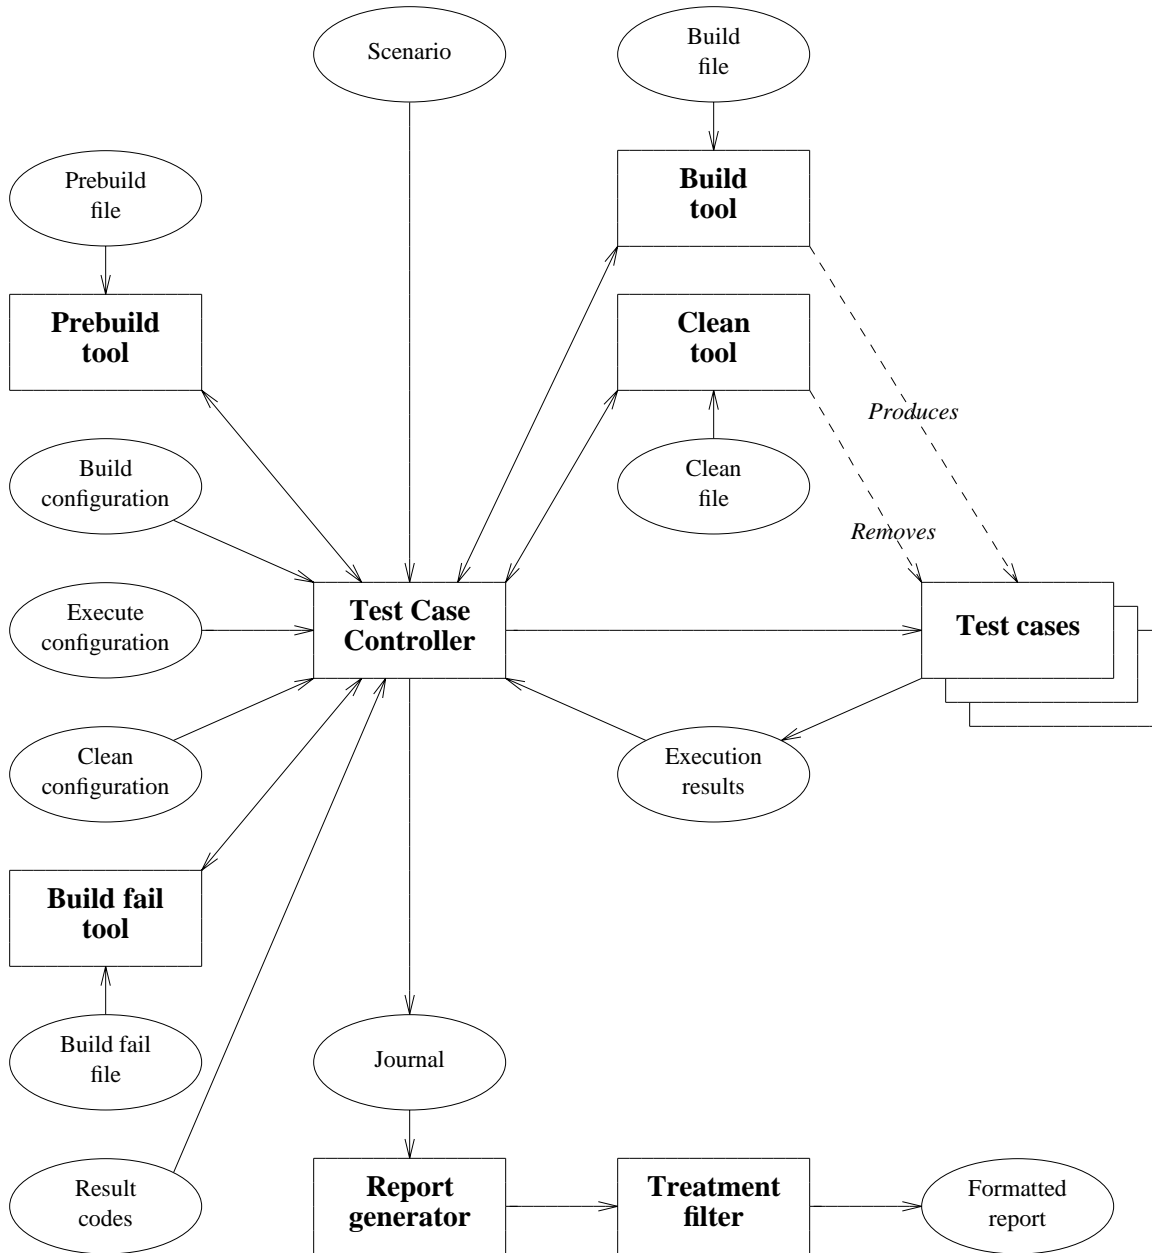 Scenario
Build
file
Prebuild
file
Build
tool
Prebuild
tool
Clean
tool
Produces
Build
configuration
Clean
file
Removes
Execute
configuration
Test Case
Controller
Test cases
Clean
configuration
Execution
results
Build fail
tool
Build fail
file
Journal
Result
codes
Report
generator
Treatment
filter
Formatted
report